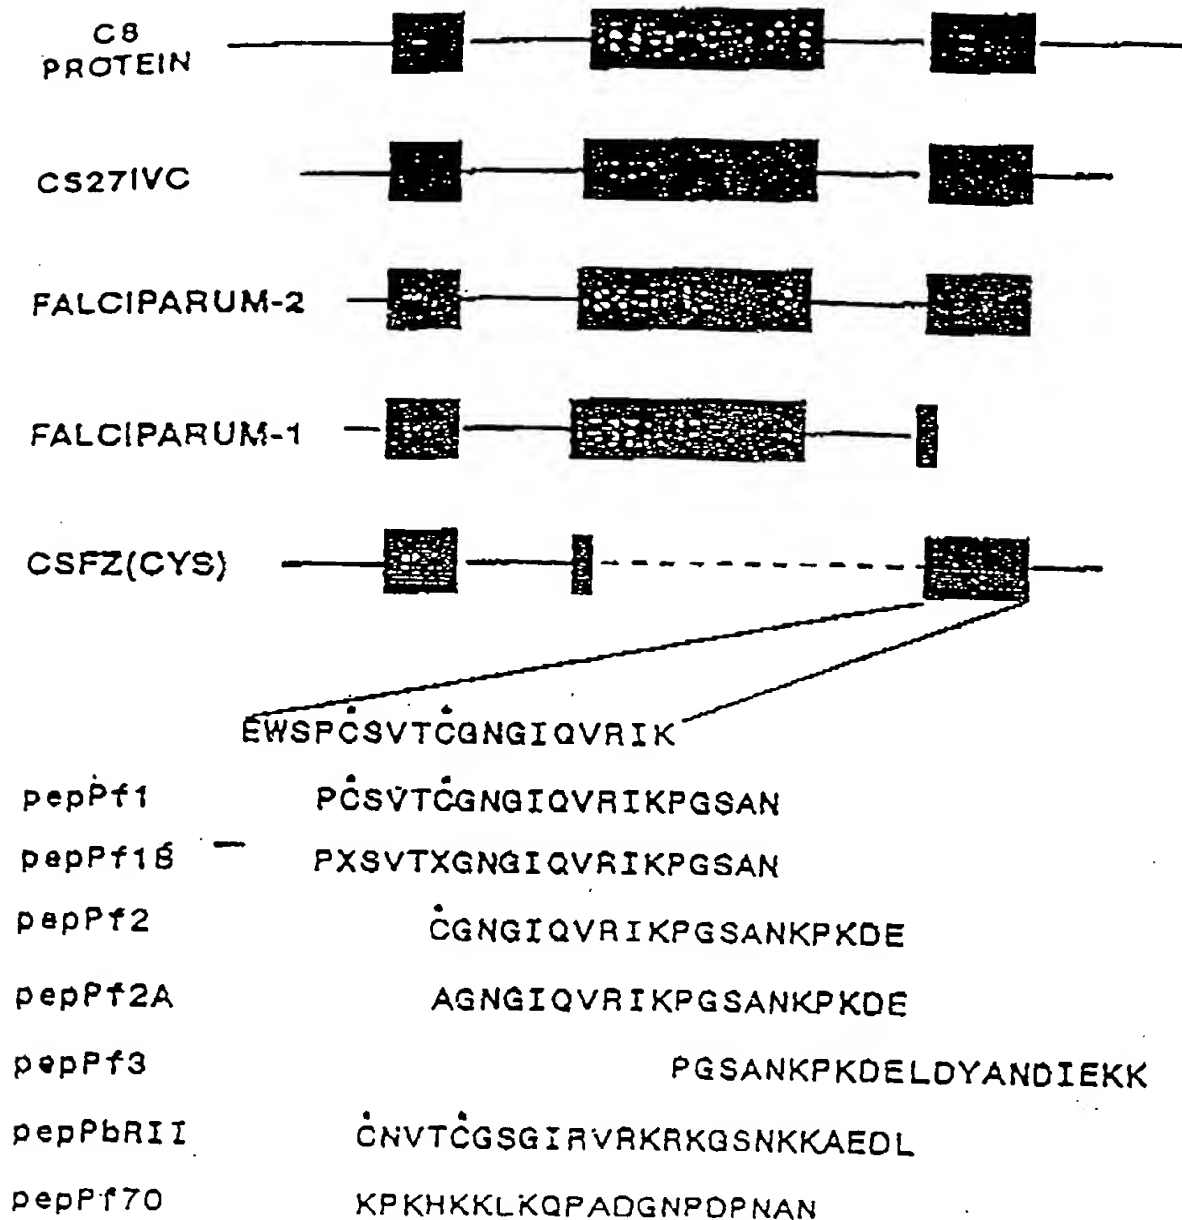 C8
PROTEIN
CS27IVC
FALCIPARUM-2
FALCIPARUM-1
CSFZ(CYS)
EWSPCSVTCGNGIQVRIK
pepPf1 PCSVTCGNGIQVRIKPGSAN
pepPf1B PXSVTXGNGIQVRIKPGSAN
pepPf2 CGNGIQVRIKPGSANKPKDE
pepPf2A AGNGIQVRIKPGSANKPKDE
pepPf3 PGSANKPKDELDYANDIEKK
pepPbRII CNVTCGSGIRVRKRKGSNKKAEDL
pepPf70 KPKHKKLKQPADGNPDPNAN